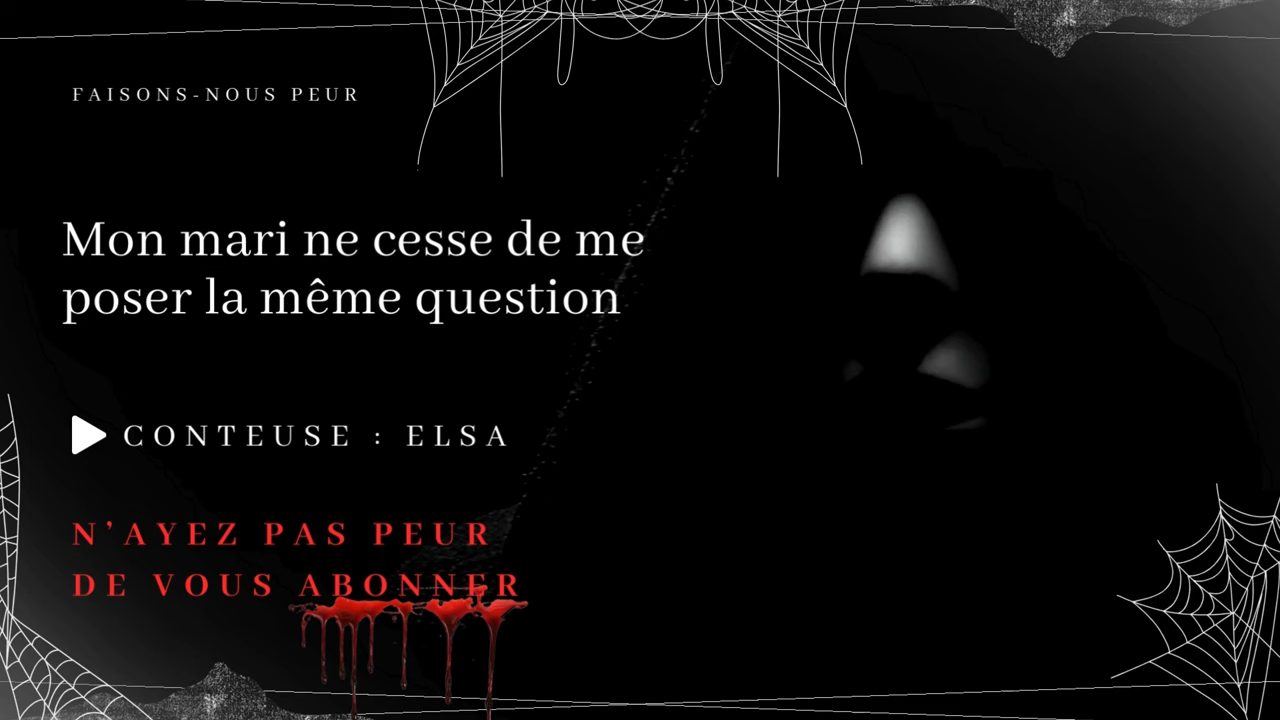 FAISONS-NOUS PEUR
Mon mari ne cesse de me
poser la même question
CONTEUSE : ELSA
N'AYEZ PAS PEUR
DE VOUS ABONNER